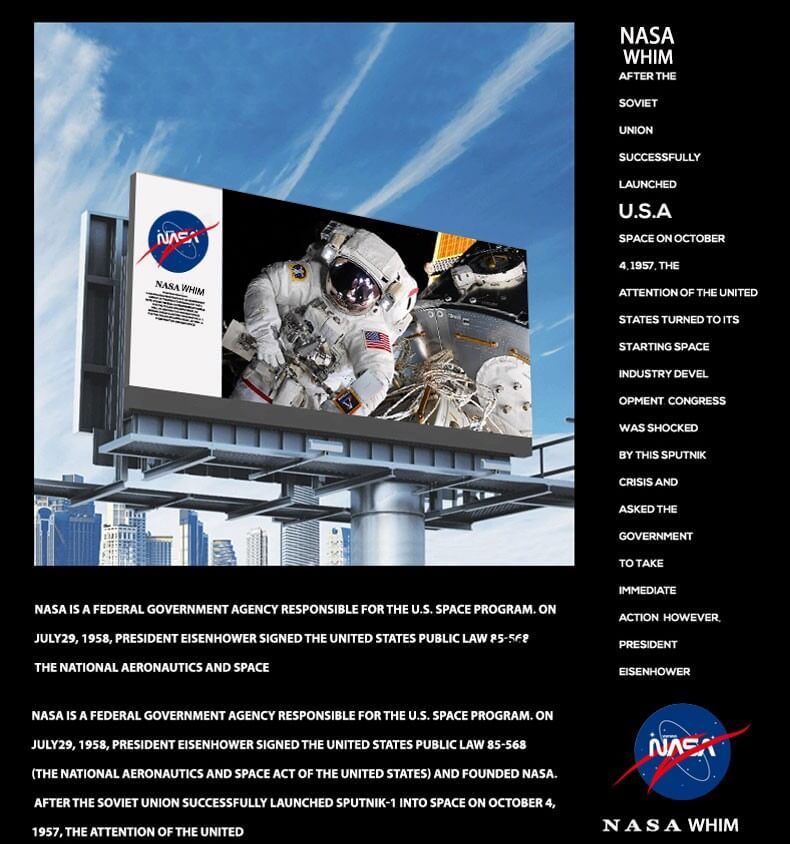 NASA
NASA WHIM
NASA
WHIM
AFTER THE
SOVIET
UNION
SUCCESSFULLY
LAUNCHED
U.S.A
SPACE ON OCTOBER
4, 1957, THE
ATTENTION OF THE UNITED
STATES TURNED TO ITS
STARTING SPACE
INDUSTRY DEVEL
OPMENT CONGRESS
WAS SHOCKED
BY THIS SPUTNIK
CRISIS AND
ASKED THE
GOVERNMENT
TO TAKE
IMMEDIATE
ACTION HOWEVER,
PRESIDENT
EISENHOWER
NASA IS A FEDERAL GOVERNMENT AGENCY RESPONSIBLE FOR THE U.S. SPACE PROGRAM. ON
JULY29, 1958, PRESIDENT EISENHOWER SIGNED THE UNITED STATES PUBLIC LAW 85-568
THE NATIONAL AERONAUTICS AND SPACE
NASA IS A FEDERAL GOVERNMENT AGENCY RESPONSIBLE FOR THE U.S. SPACE PROGRAM. ON
JULY29, 1958, PRESIDENT EISENHOWER SIGNED THE UNITED STATES PUBLIC LAW 85-568
(THE NATIONAL AERONAUTICS AND SPACE ACT OF THE UNITED STATES) AND FOUNDED NASA.
AFTER THE SOVIET UNION SUCCESSFULLY LAUNCHED SPUTNIK-1 INTO SPACE ON OCTOBER 4,
1957, THE ATTENTION OF THE UNITED
NASA
NASA WHIM